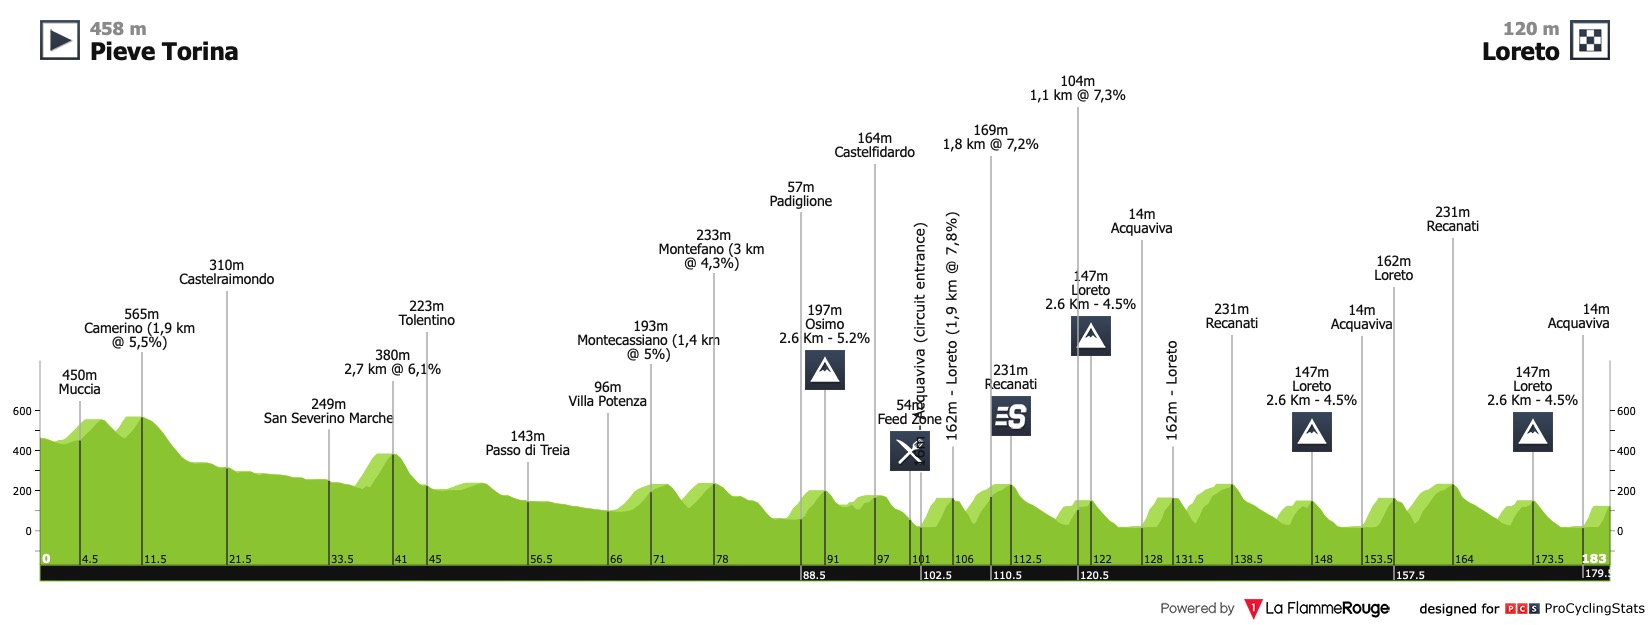 458 m
Pieve Torina
120 m
Loreto
104m
1,1 km @ 7,3%
169m
1,8 km @ 7,2%
164m
Castelfidardo
57m
Padiglione
233m
Montefano (3 km
@ 4,3%)
310m
Castelraimondo
565m
Camerino (1,9 km
@ 5,5%)
450m
Muccia
249m
San Severino Marche
380m
2,7 km @ 6,1%
223m
Tolentino
143m
Passo di Treia
96m
Villa Potenza
193m
Montecassiano (1,4 km
@ 5%)
197m
Osimo
2.6 Km - 5.2%
54m
Feed Zone
Acquaviva (circuit entrance)
162m - Loreto (1,9 km @ 7,8%)
231m
Recanati
S
147m
Loreto
2.6 Km - 4.5%
14m
Acquaviva
162m - Loreto
231m
Recanati
147m
Loreto
2.6 Km - 4.5%
14m
Acquaviva
162m
Loreto
231m
Recanati
147m
Loreto
2.6 Km - 4.5%
14m
Acquaviva
600
400
200
0
600
400
200
0
0 4.5 11.5 21.5 33.5 41 45 56.5 66 71 78 91 97 101 106 112.5 122 128 131.5 138.5 148 153.5 164 173.5 183
88.5 102.5 110.5 120.5 157.5 179.5
Powered by La FlammeRouge designed for PCS ProCyclingStats